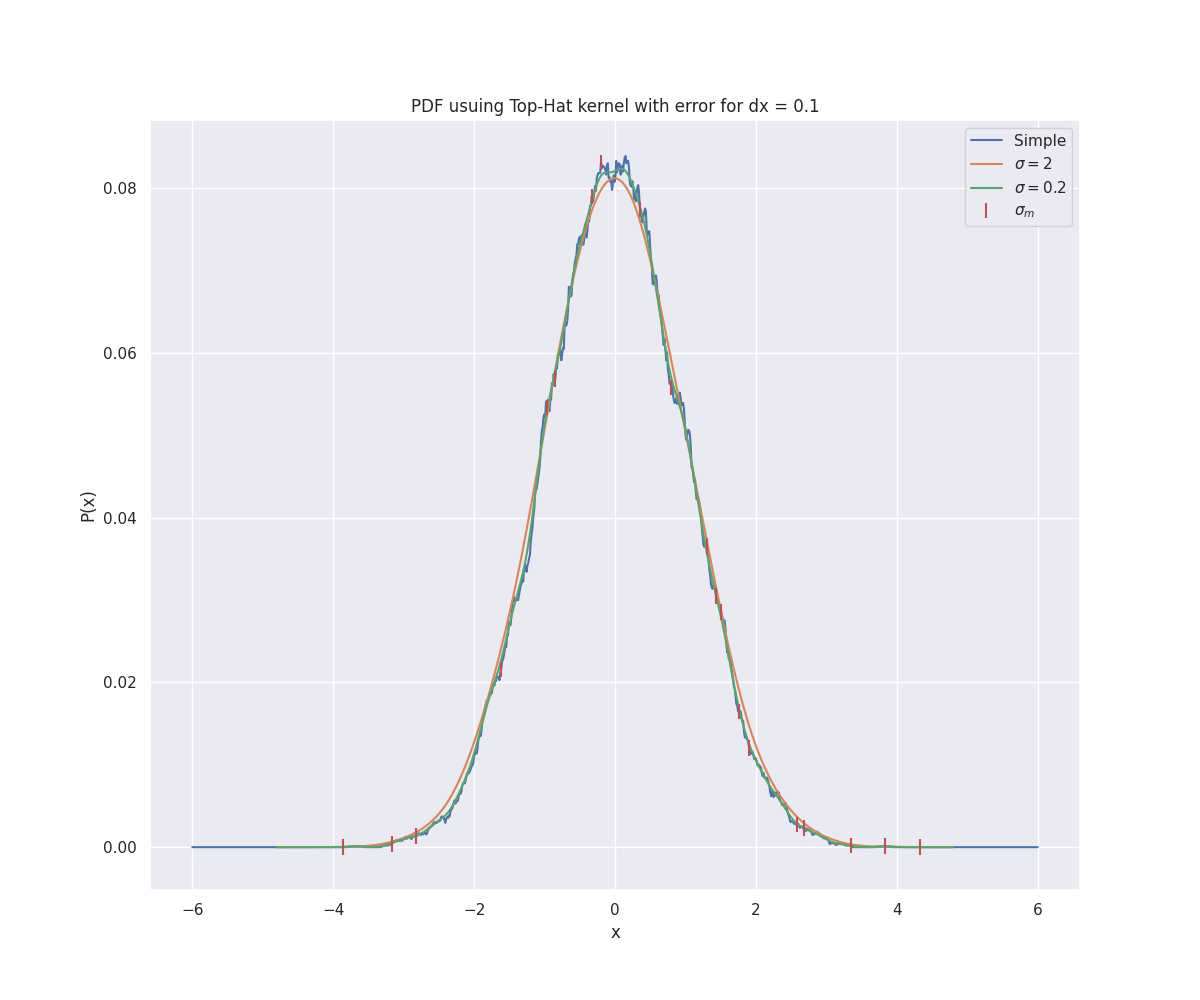 PDF usuing Top-Hat kernel with error for dx = 0.1
Simple
σ = 2
σ = 0.2
σₘ
P(x)
0.08
0.06
0.04
0.02
0.00
−6 −4 −2 0 2 4 6
x